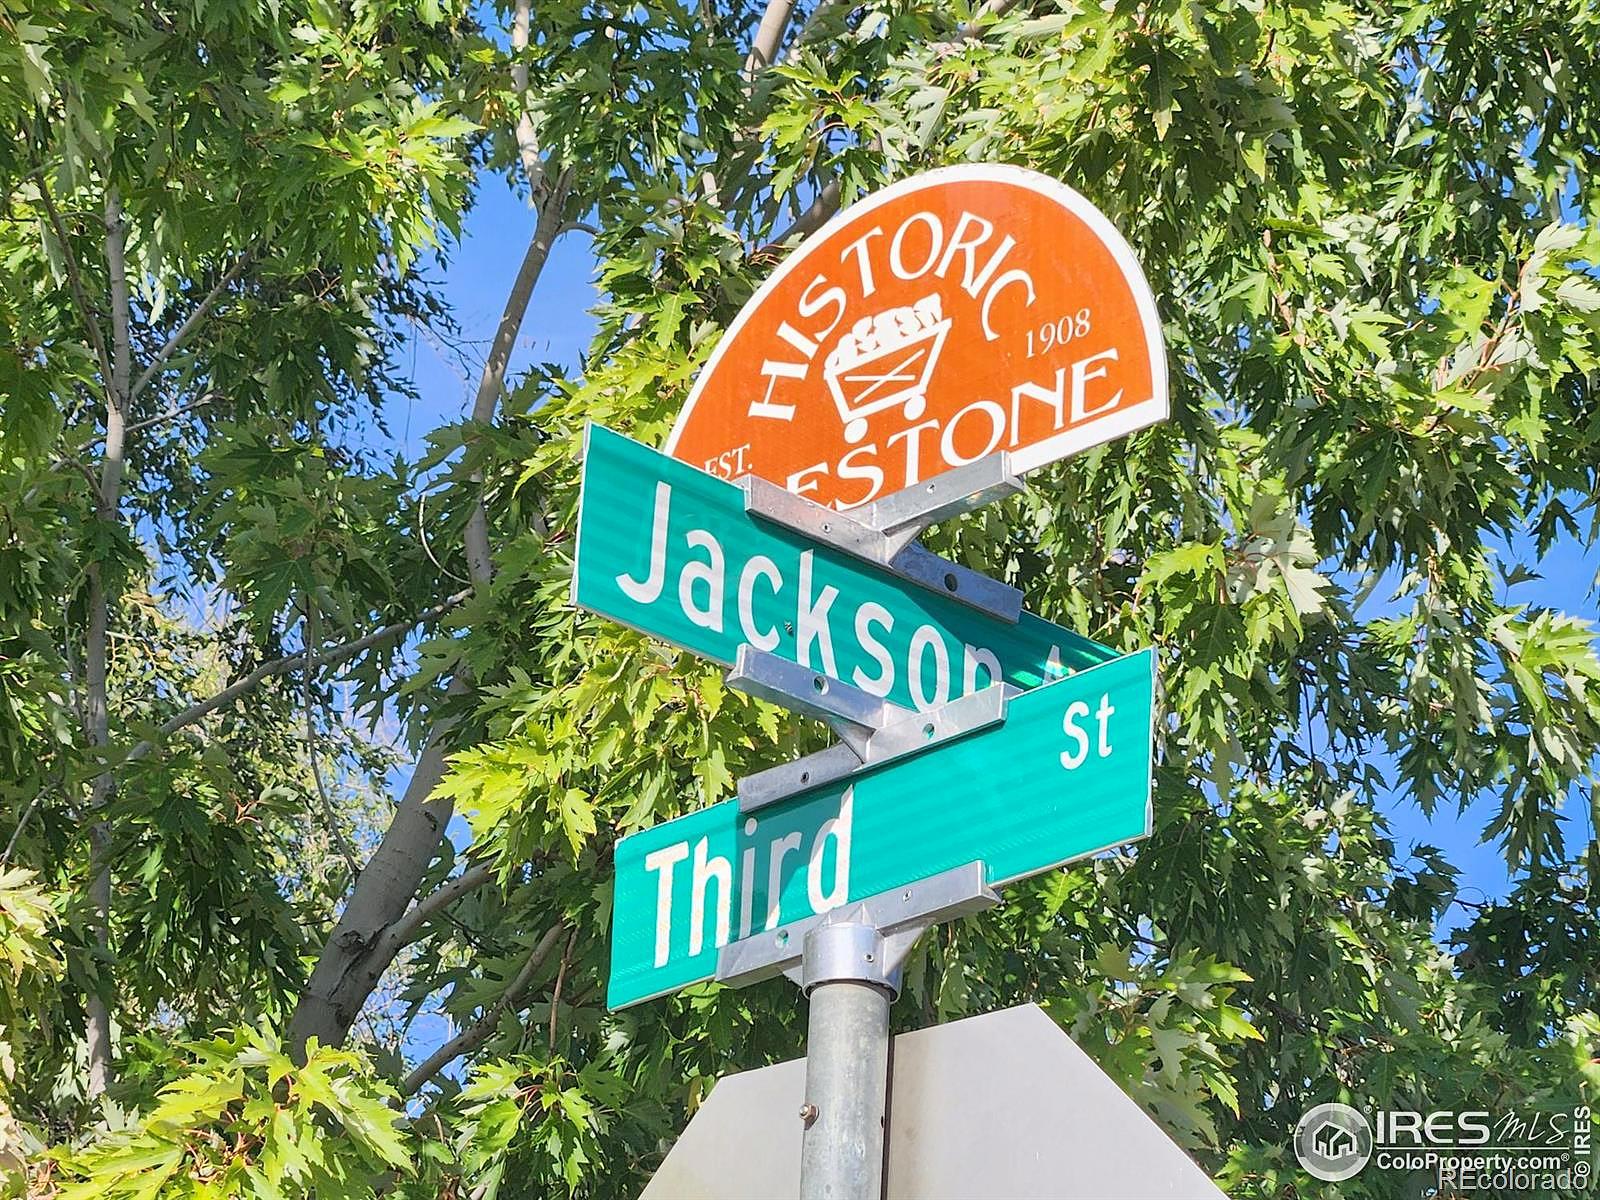 HISTORIC
1908
EST.
ESTONE
Jackson
St
Third
IRES MLS
ColoProperty.com®
© IRES
REcolorado